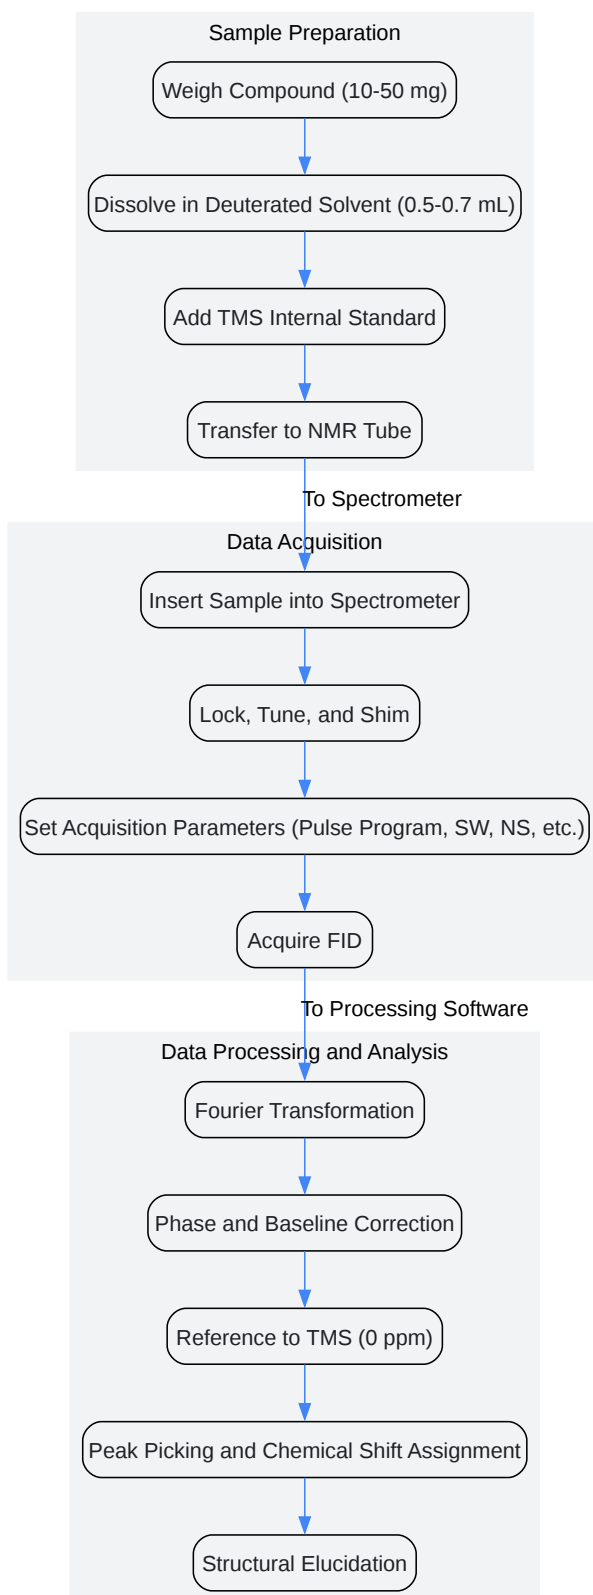 Sample Preparation
Weigh Compound (10-50 mg)
Dissolve in Deuterated Solvent (0.5-0.7 mL)
Add TMS Internal Standard
Transfer to NMR Tube
To Spectrometer
Data Acquisition
Insert Sample into Spectrometer
Lock, Tune, and Shim
Set Acquisition Parameters (Pulse Program, SW, NS, etc.)
Acquire FID
To Processing Software
Data Processing and Analysis
Fourier Transformation
Phase and Baseline Correction
Reference to TMS (0 ppm)
Peak Picking and Chemical Shift Assignment
Structural Elucidation